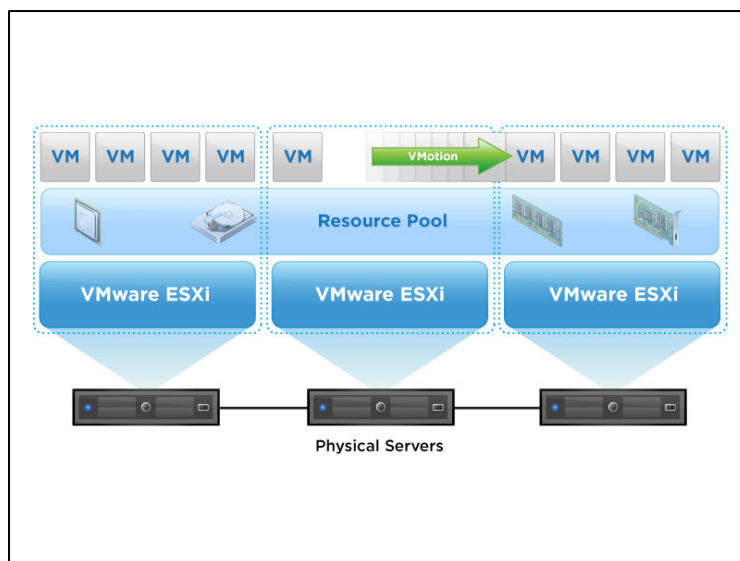 VM VM VM VM VM VMotion VM VM VM VM
Resource Pool
VMware ESXi VMware ESXi VMware ESXi
Physical Servers